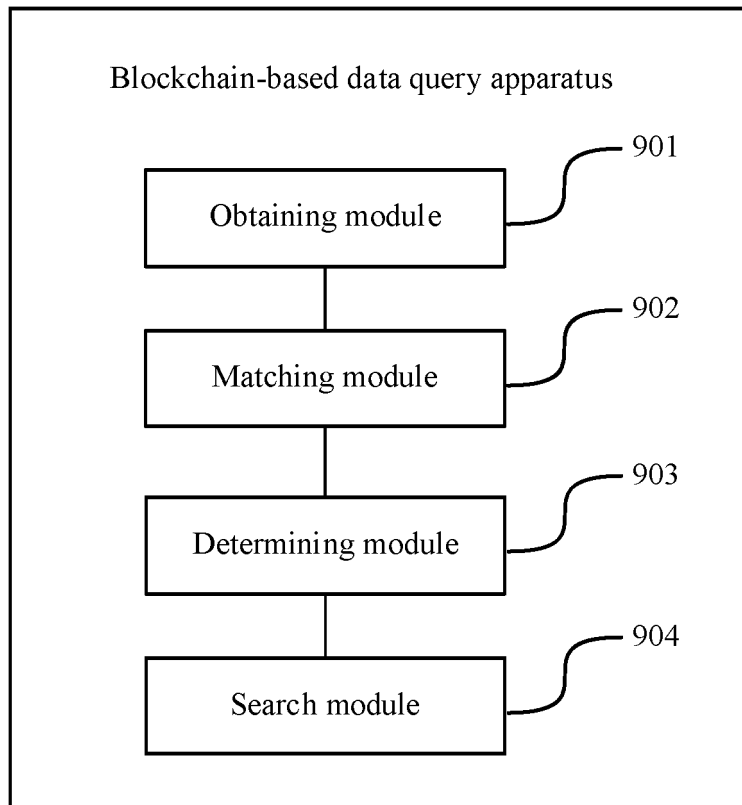 Blockchain-based data query apparatus
901
Obtaining module
902
Matching module
903
Determining module
904
Search module